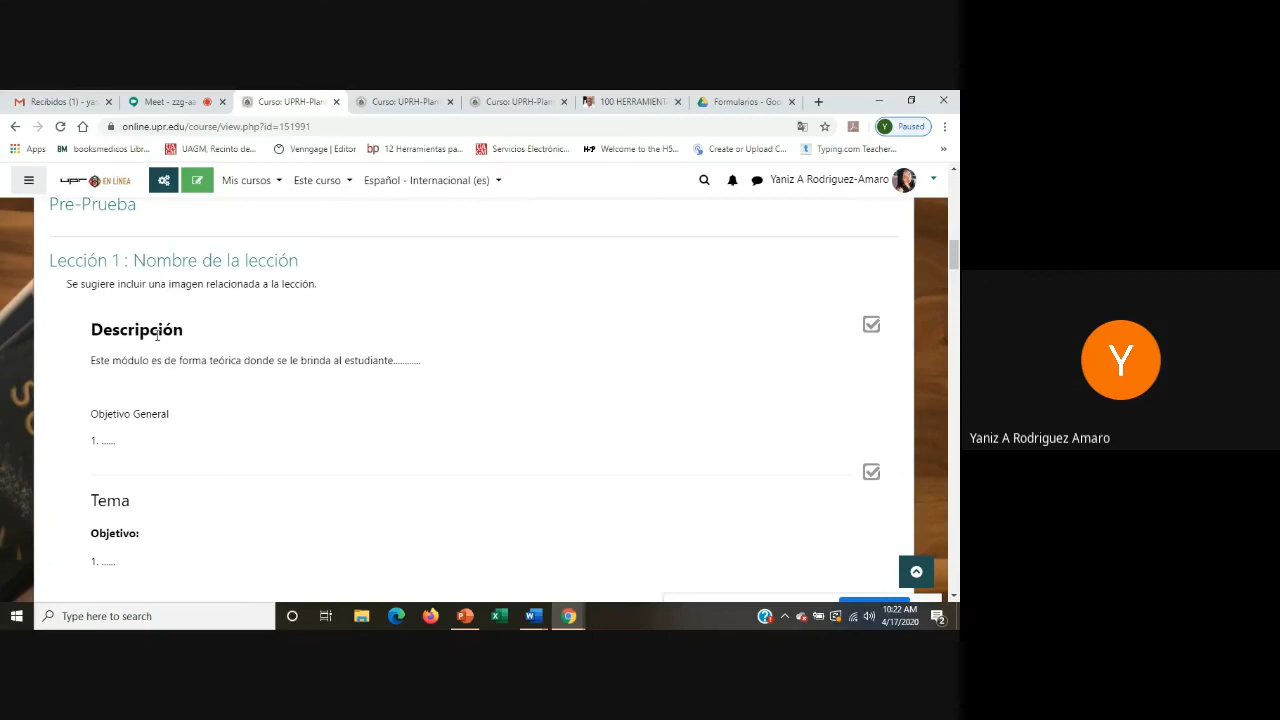 Recibidos (1) - yar
Meet - zzg-aa
Curso: UPRH-Plan
Curso: UPRH-Plan
Curso: UPRH-Plan
100 HERRAMIENTA
Formularios - Goo
online.upr.edu/course/view.php?id=151991
Paused
Apps
booksmedicos Libr...
UAGM, Recinto de...
Venngage | Editor
12 Herramientas pa...
Servicios Electrónic...
Welcome to the H5...
Create or Upload C...
Typing.com Teacher...
upr EN LÍNEA
Mis cursos
Este curso
Español - Internacional (es)
Yaniz A Rodriguez-Amaro
Pre-Prueba
Lección 1 : Nombre de la lección
Se sugiere incluir una imagen relacionada a la lección.
Descripción
Este módulo es de forma teórica donde se le brinda al estudiante...........
Objetivo General
1. ......
Tema
Objetivo:
1. ......
Y
Yaniz A Rodriguez Amaro
Type here to search
10:22 AM
4/17/2020